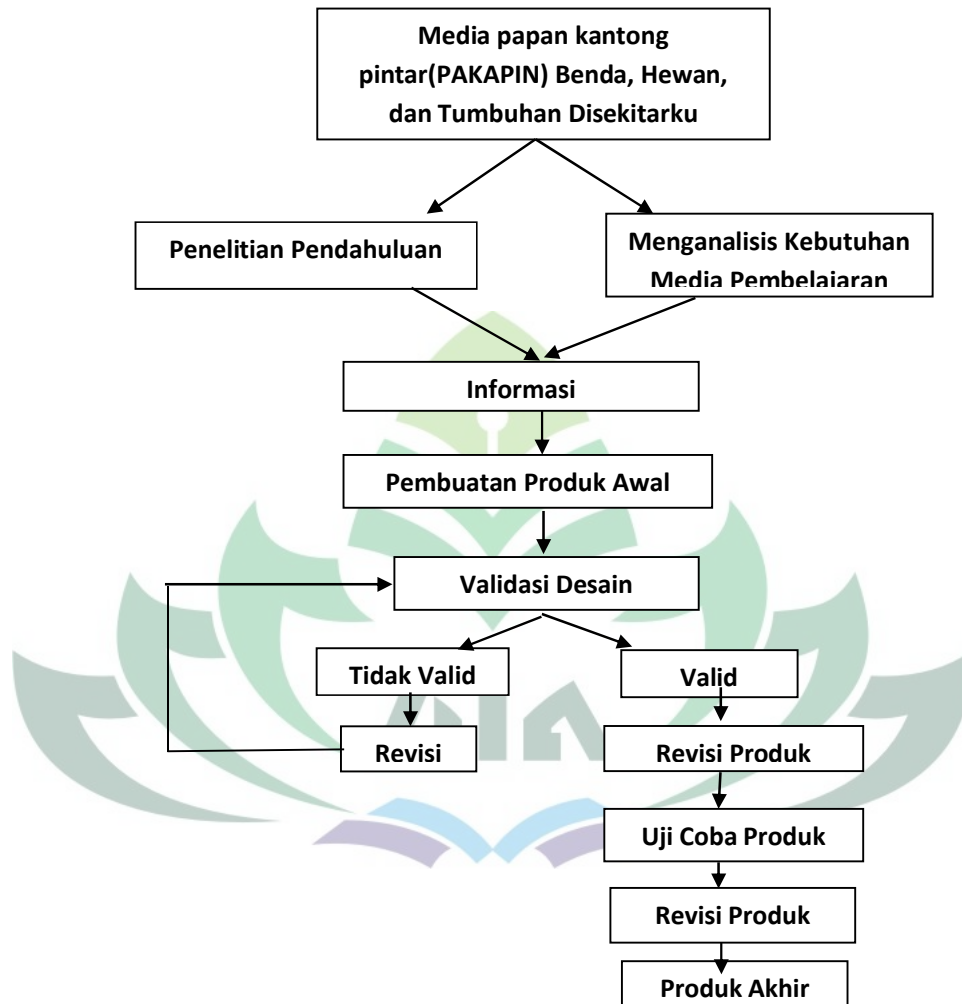 Media papan kantong
pintar(PAKAPIN) Benda, Hewan,
dan Tumbuhan Disekitarku
Penelitian Pendahuluan
Menganalisis Kebutuhan
Media Pembelajaran
Informasi
Pembuatan Produk Awal
Validasi Desain
Tidak Valid
Valid
Revisi
Revisi Produk
Uji Coba Produk
Revisi Produk
Produk Akhir